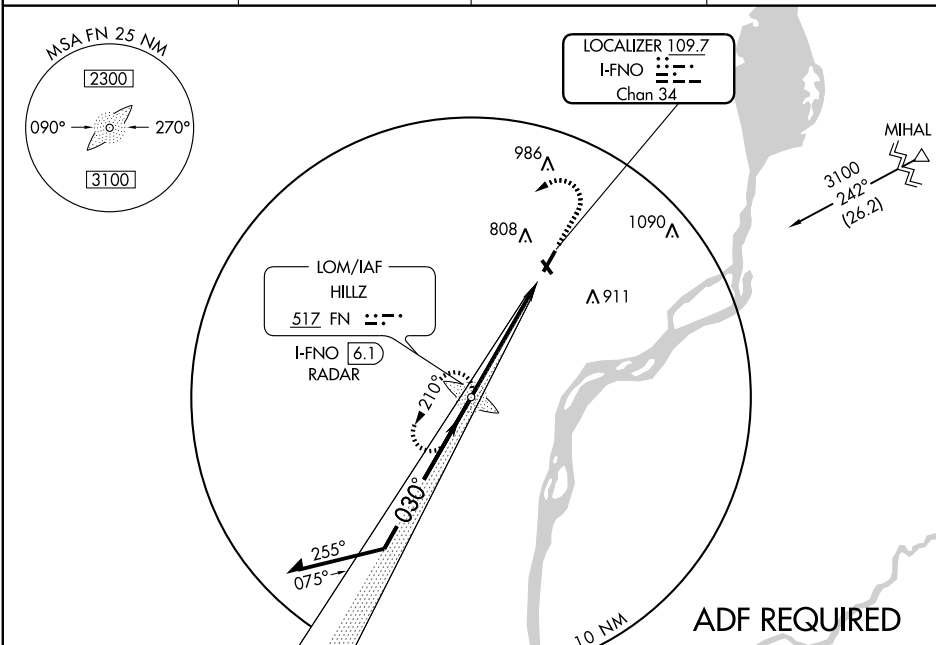 MSA FN 25 NM
2300
090°
270°
3100
LOCALIZER 109.7
I-FNO
Chan 34
MIHAL
3100
242°
(26.2)
986
808
1090
911
LOM/IAF
HILLZ
517 FN
I-FNO 6.1
RADAR
210°
030°
255°
075°
10 NM
ADF REQUIRED